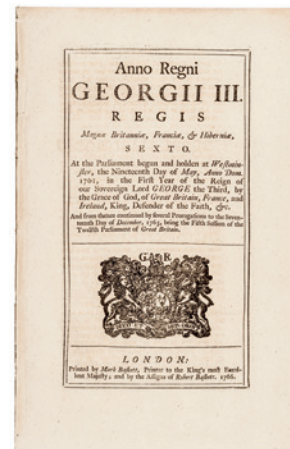 Anno Regni
GEORGII III.
REGIS
Magnæ Britanniæ, Franciæ, & Hiberniæ,
SEXTO.
At the Parliament begun and holden at Westmin-
ster, the Nineteenth Day of May, Anno Dom.
1761, in the First Year of the Reign of
our Sovereign Lord GEORGE the Third, by
the Grace of God, of Great Britain, France, and
Ireland, King, Defender of the Faith, &c.
And from thence continued by several Prorogations to the Seven-
teenth Day of December, 1765, being the Fifth Session of the
Twelfth Parliament of Great Britain.
G R
DIEU ET
LONDON:
Printed by Mark Baskett, Printer to the King's most Excel-
lent Majesty; and by the Assigns of Robert Baskett. 1766.